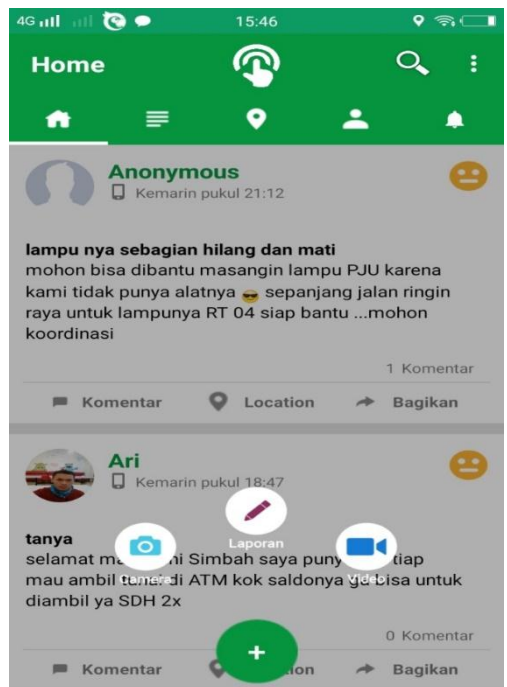 4G 15:46
Home
Anonymous
Kemarin pukul 21:12
lampu nya sebagian hilang dan mati
mohon bisa dibantu masangin lampu PJU karena
kami tidak punya alatnya 😎 sepanjang jalan ringin
raya untuk lampunya RT 04 siap bantu ...mohon
koordinasi
1 Komentar
Komentar Location Bagikan
Ari
Kemarin pukul 18:47
tanya
selamat Simbah saya tiap
mau ambil di ATM kok saldonya bisa untuk
diambil ya SDH 2x
Laporan
Camera Video
0 Komentar
Komentar Bagikan